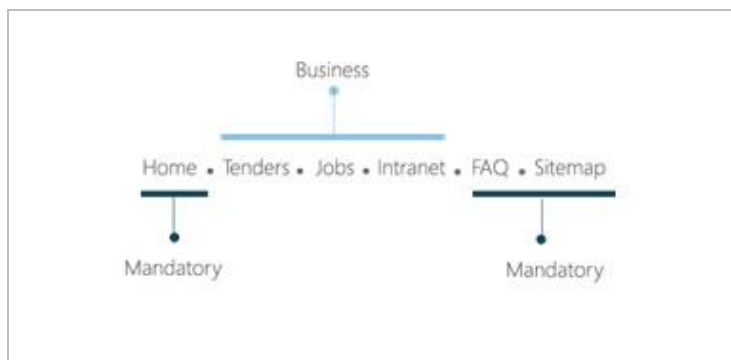 Business
Home • Tenders • Jobs • Intranet • FAQ • Sitemap
Mandatory
Mandatory